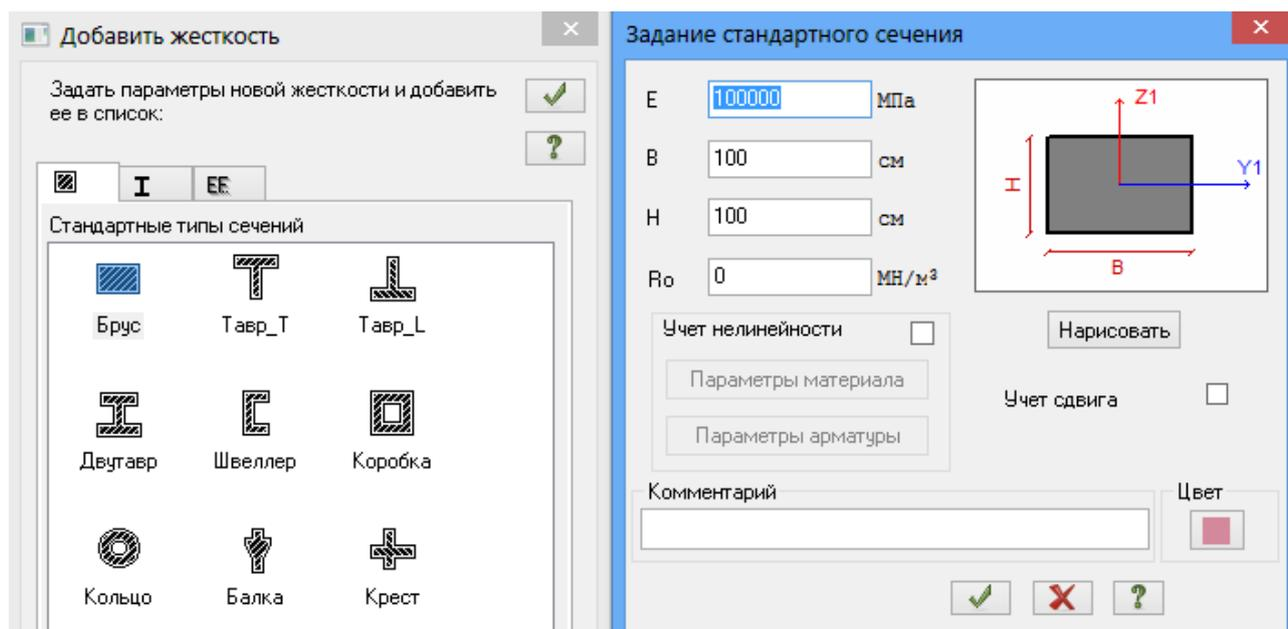 Добавить жесткость
Задать параметры новой жесткости и добавить
ее в список:
?
I
EE
Стандартные типы сечений
Брус
Тавр_T
Тавр_L
Двутавр
Швеллер
Коробка
Кольцо
Балка
Крест
Задание стандартного сечения
E 100000 МПа
B 100 см
H 100 см
Ro 0 МН/м³
Z1
Y1
H
B
Учет нелинейности
Параметры материала
Параметры арматуры
Нарисовать
Учет сдвига
Комментарий
Цвет
?